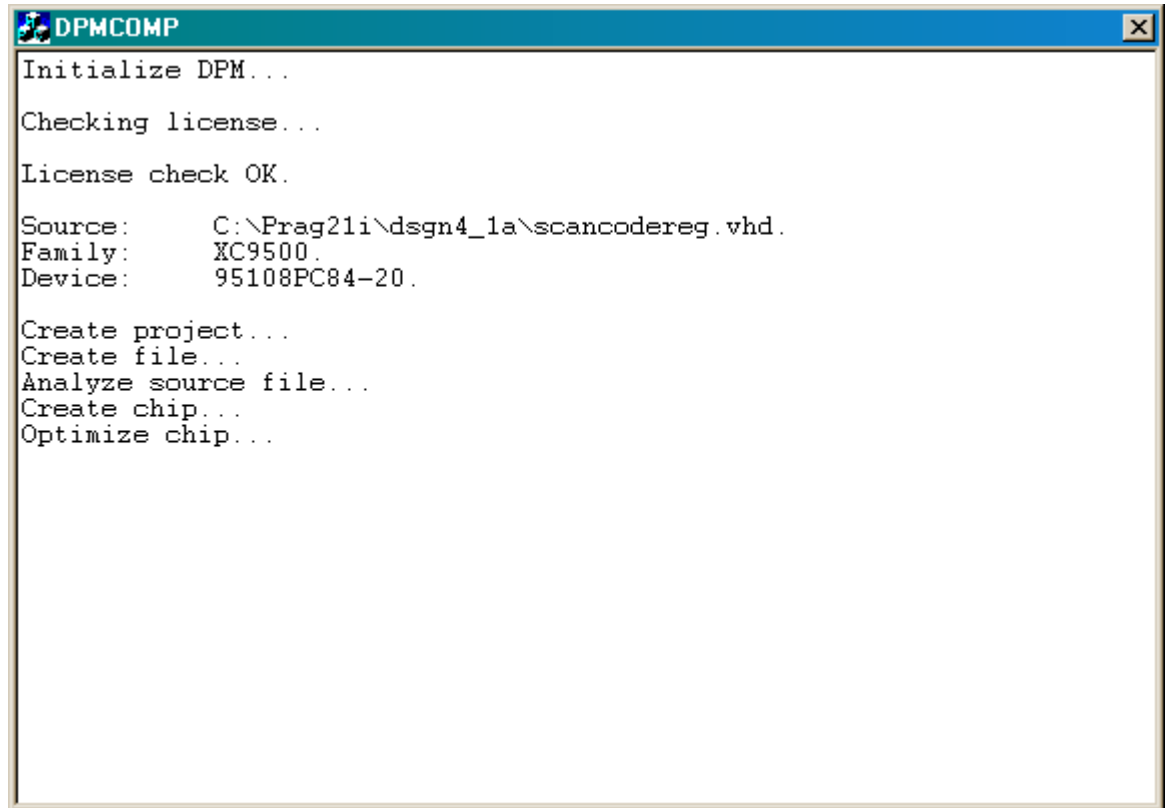 DPMCOMP
Initialize DPM...
Checking license...
License check OK.
Source: C:\Prag21i\dsgn4_1a\scancodereg.vhd.
Family: XC9500.
Device: 95108PC84-20.
Create project...
Create file...
Analyze source file...
Create chip...
Optimize chip...